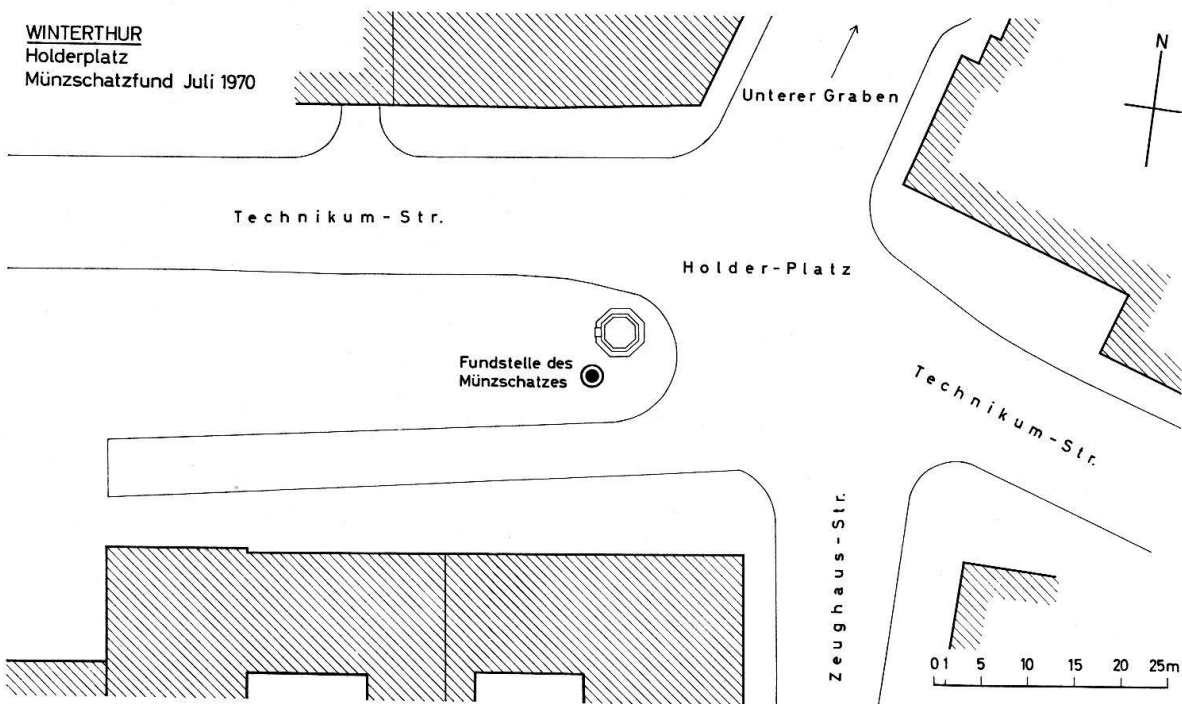 WINTERTHUR
Holderplatz
Münzschatzfund Juli 1970
N
Unterer Graben
Technikum-Str.
Holder-Platz
Fundstelle des
Münzschatzes
Technikum-Str.
Zeughaus-Str.
0 1 5 10 15 20 25m